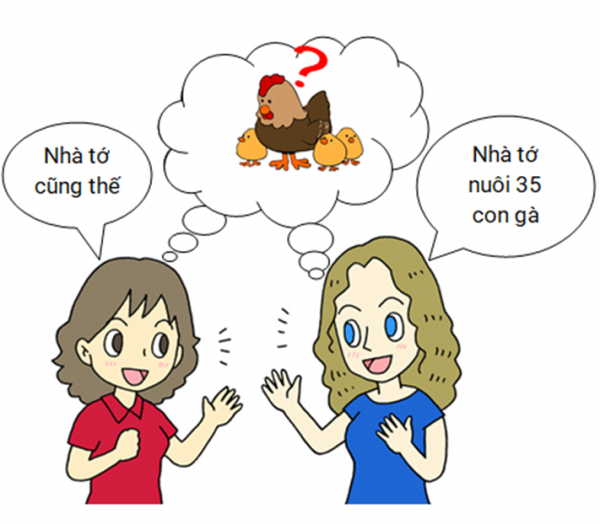 Nhà tớ
cũng thế
Nhà tớ
nuôi 35
con gà
?